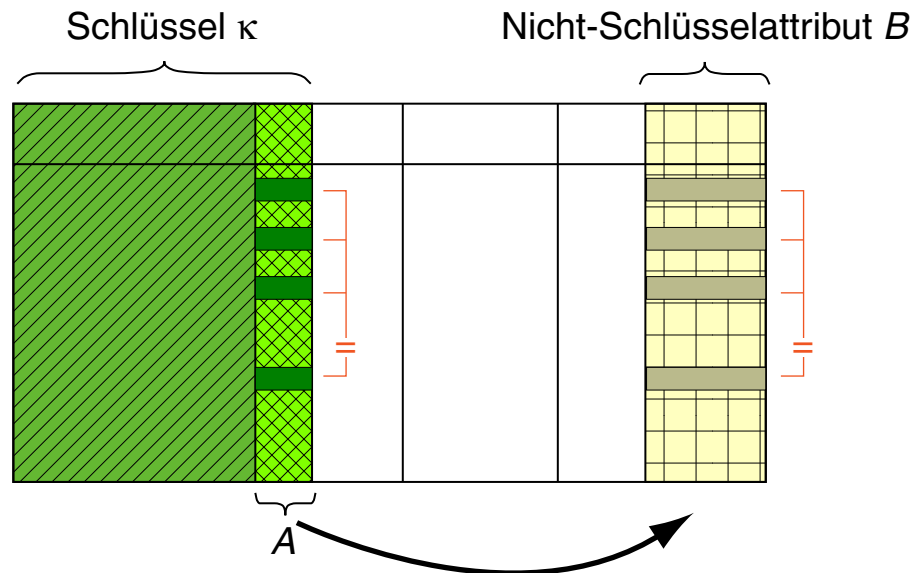 Schlüssel κ
Nicht-Schlüsselattribut B
=
=
A